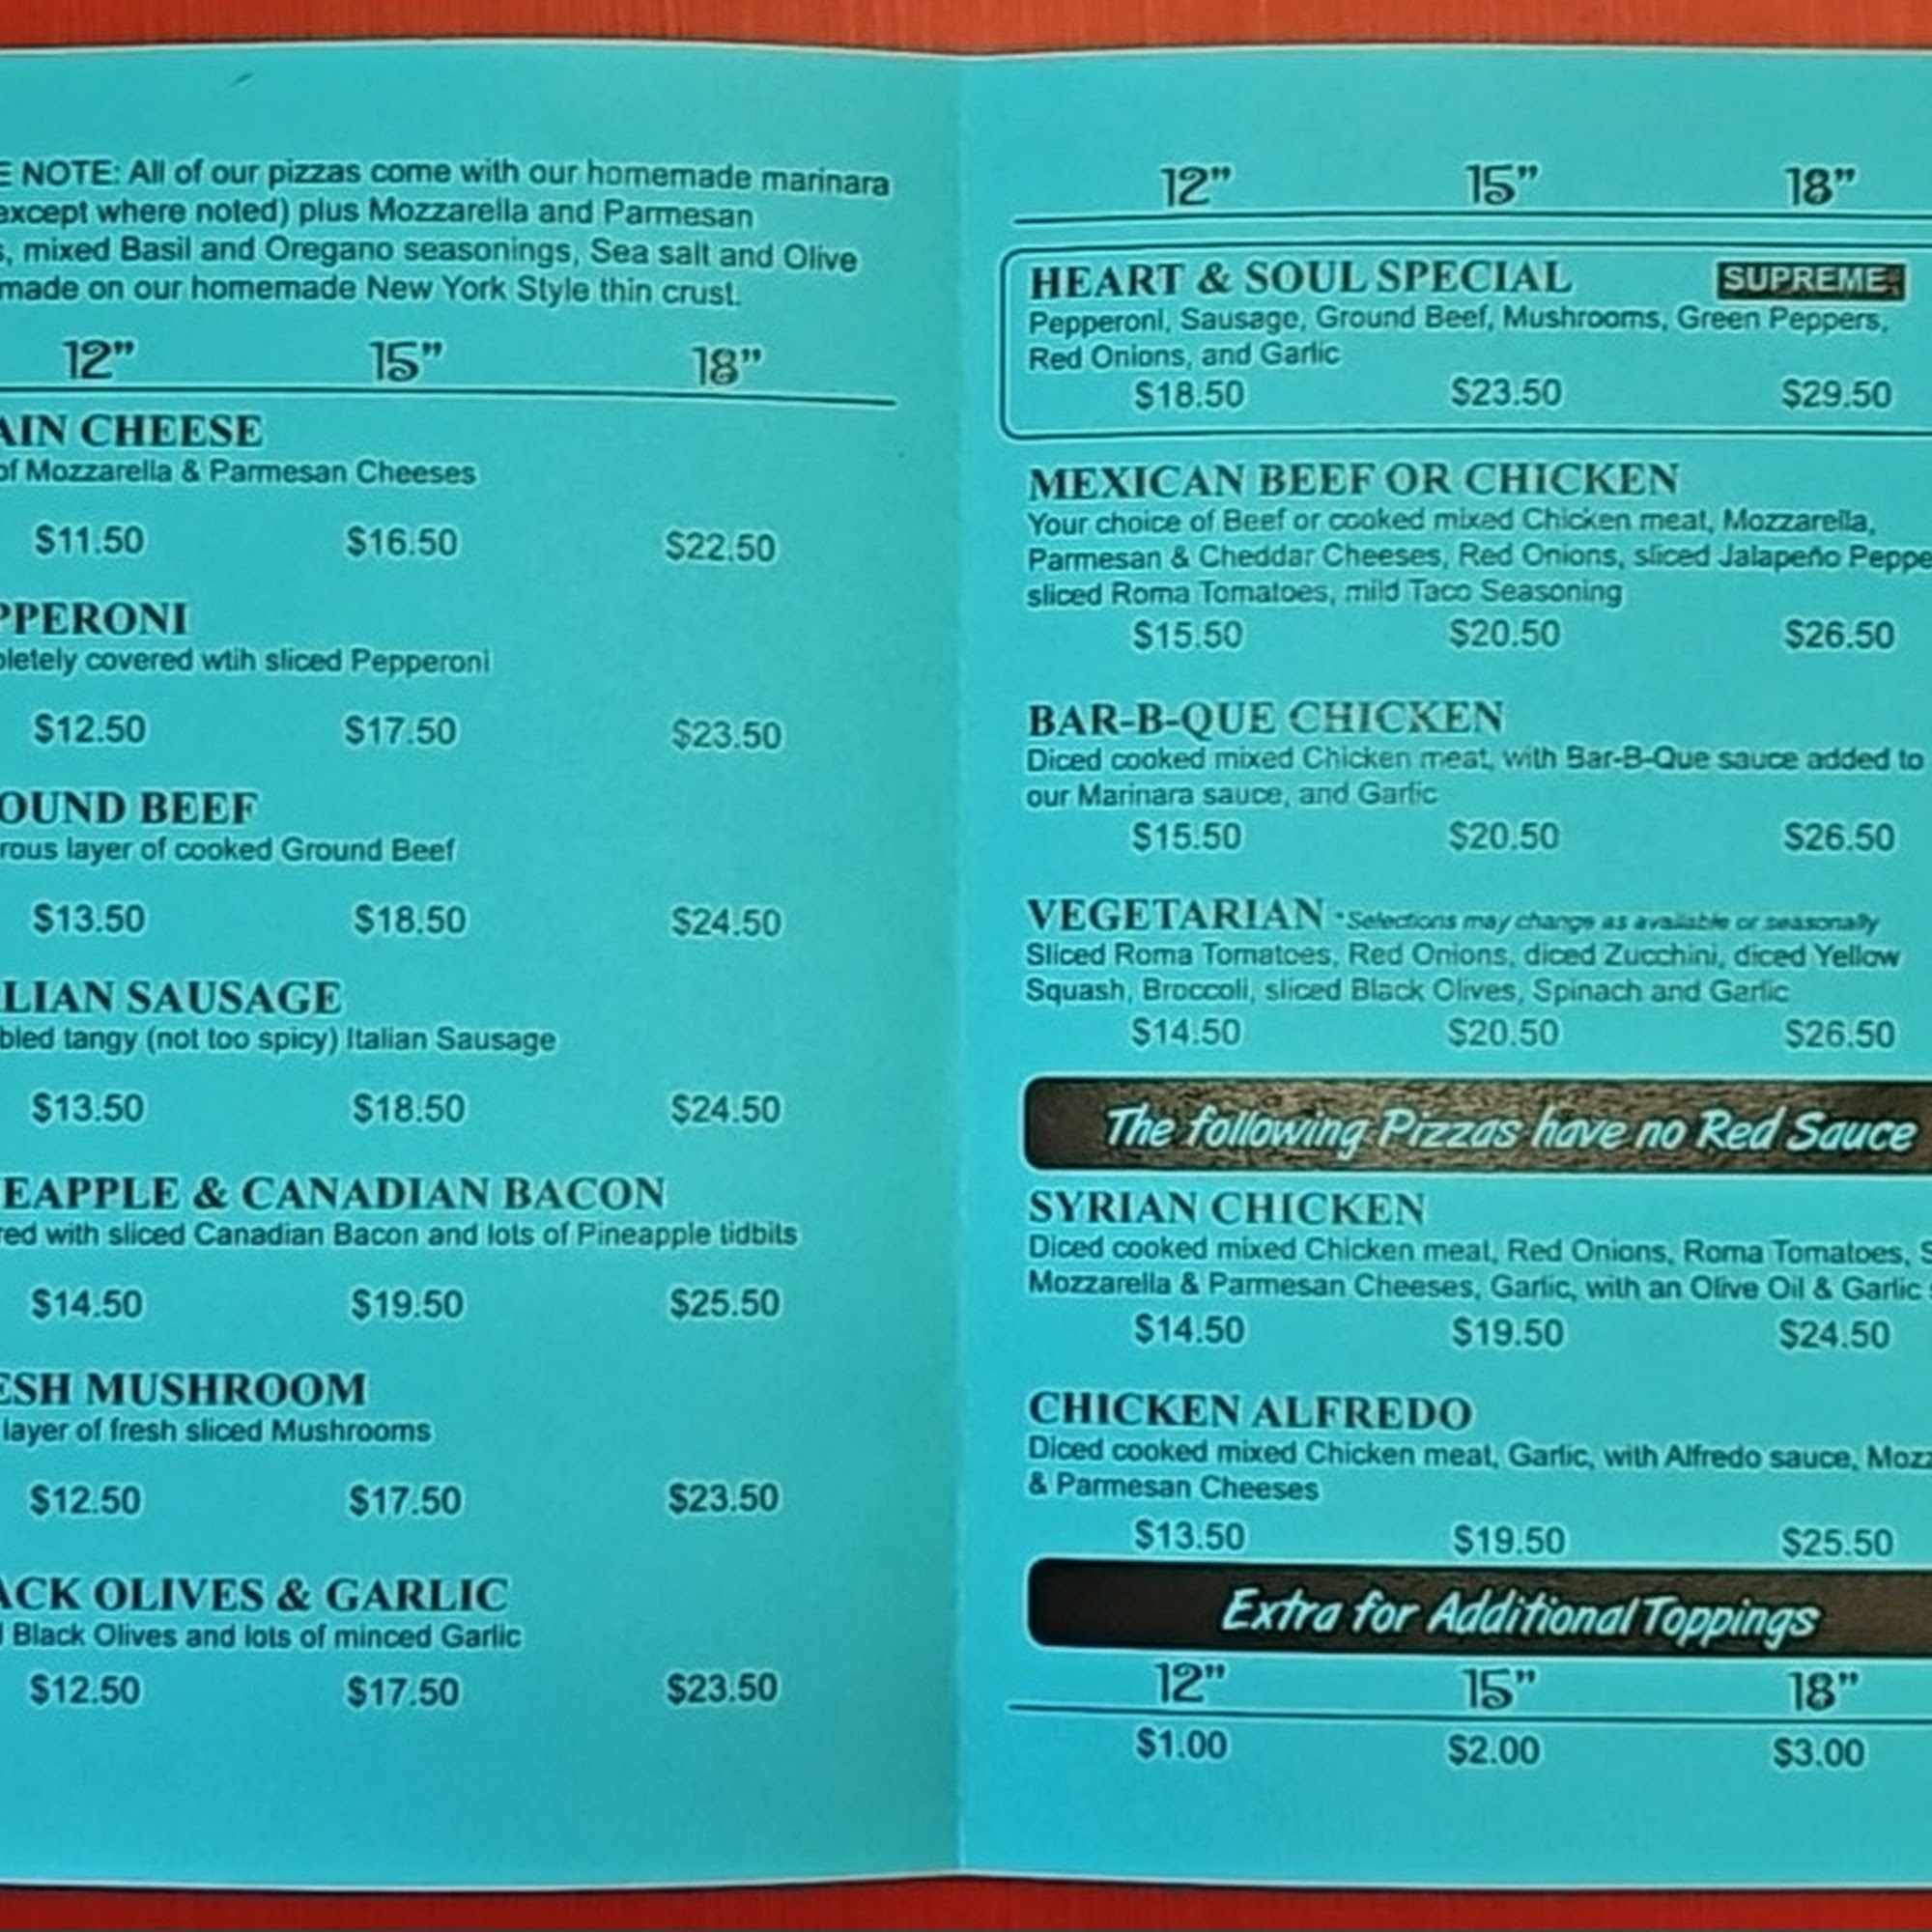 NOTE: All of our pizzas come with our homemade marinara
except where noted) plus Mozzarella and Parmesan
, mixed Basil and Oregano seasonings, Sea salt and Olive
made on our homemade New York Style thin crust.
12" 15" 18"
AIN CHEESE
of Mozzarella & Parmesan Cheeses
$11.50 $16.50 $22.50
PPERONI
pletely covered wtih sliced Pepperoni
$12.50 $17.50 $23.50
OUND BEEF
rous layer of cooked Ground Beef
$13.50 $18.50 $24.50
LIAN SAUSAGE
bled tangy (not too spicy) Italian Sausage
$13.50 $18.50 $24.50
EAPPLE & CANADIAN BACON
red with sliced Canadian Bacon and lots of Pineapple tidbits
$14.50 $19.50 $25.50
ESH MUSHROOM
layer of fresh sliced Mushrooms
$12.50 $17.50 $23.50
ACK OLIVES & GARLIC
Black Olives and lots of minced Garlic
$12.50 $17.50 $23.50
12" 15" 18"
HEART & SOUL SPECIAL SUPREME
Pepperoni, Sausage, Ground Beef, Mushrooms, Green Peppers,
Red Onions, and Garlic
$18.50 $23.50 $29.50
MEXICAN BEEF OR CHICKEN
Your choice of Beef or cooked mixed Chicken meat, Mozzarella,
Parmesan & Cheddar Cheeses, Red Onions, sliced Jalapeño Peppe
sliced Roma Tomatoes, mild Taco Seasoning
$15.50 $20.50 $26.50
BAR-B-QUE CHICKEN
Diced cooked mixed Chicken meat, with Bar-B-Que sauce added to
our Marinara sauce, and Garlic
$15.50 $20.50 $26.50
VEGETARIAN *Selections may change as available or seasonally
Sliced Roma Tomatoes, Red Onions, diced Zucchini, diced Yellow
Squash, Broccoli, sliced Black Olives, Spinach and Garlic
$14.50 $20.50 $26.50
The following Pizzas have no Red Sauce
SYRIAN CHICKEN
Diced cooked mixed Chicken meat, Red Onions, Roma Tomatoes, S
Mozzarella & Parmesan Cheeses, Garlic, with an Olive Oil & Garlic
$14.50 $19.50 $24.50
CHICKEN ALFREDO
Diced cooked mixed Chicken meat, Garlic, with Alfredo sauce, Mozz
& Parmesan Cheeses
$13.50 $19.50 $25.50
Extra for Additional Toppings
12" 15" 18"
$1.00 $2.00 $3.00